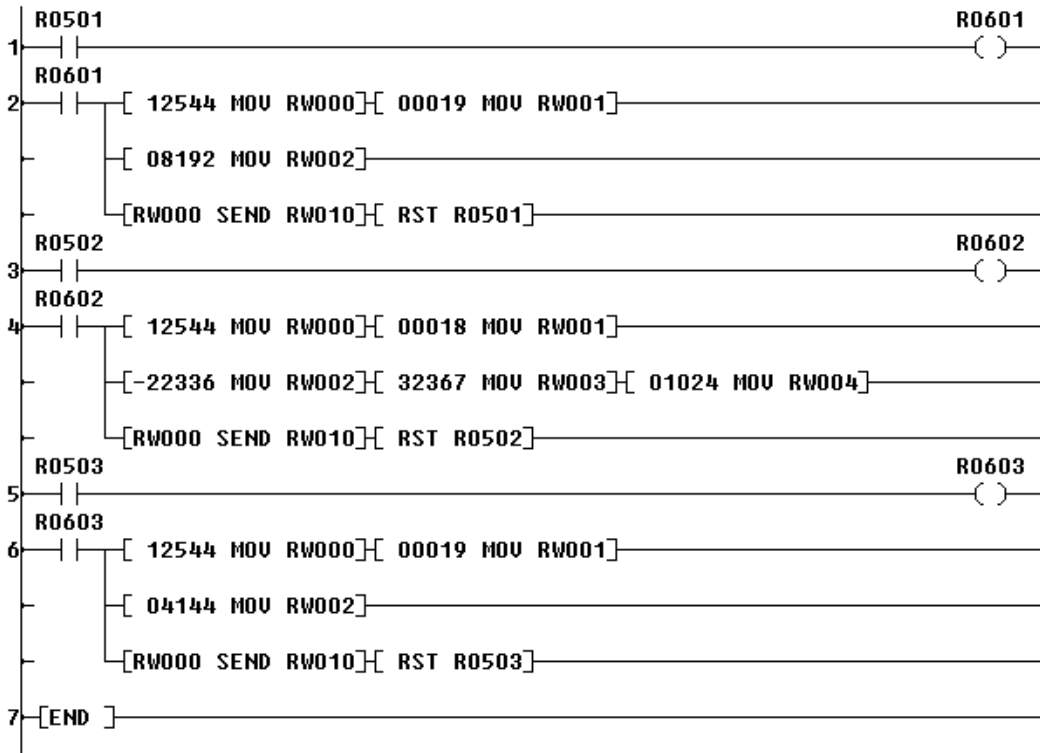 R0501 R0601
1
R0601
2 [ 12544 MOV RW000][ 00019 MOV RW001]
[ 08192 MOV RW002]
[RW000 SEND RW010][ RST R0501]
R0502 R0602
3
R0602
4 [ 12544 MOV RW000][ 00018 MOV RW001]
[-22336 MOV RW002][ 32367 MOV RW003][ 01024 MOV RW004]
[RW000 SEND RW010][ RST R0502]
R0503 R0603
5
R0603
6 [ 12544 MOV RW000][ 00019 MOV RW001]
[ 04144 MOV RW002]
[RW000 SEND RW010][ RST R0503]
7 [END ]